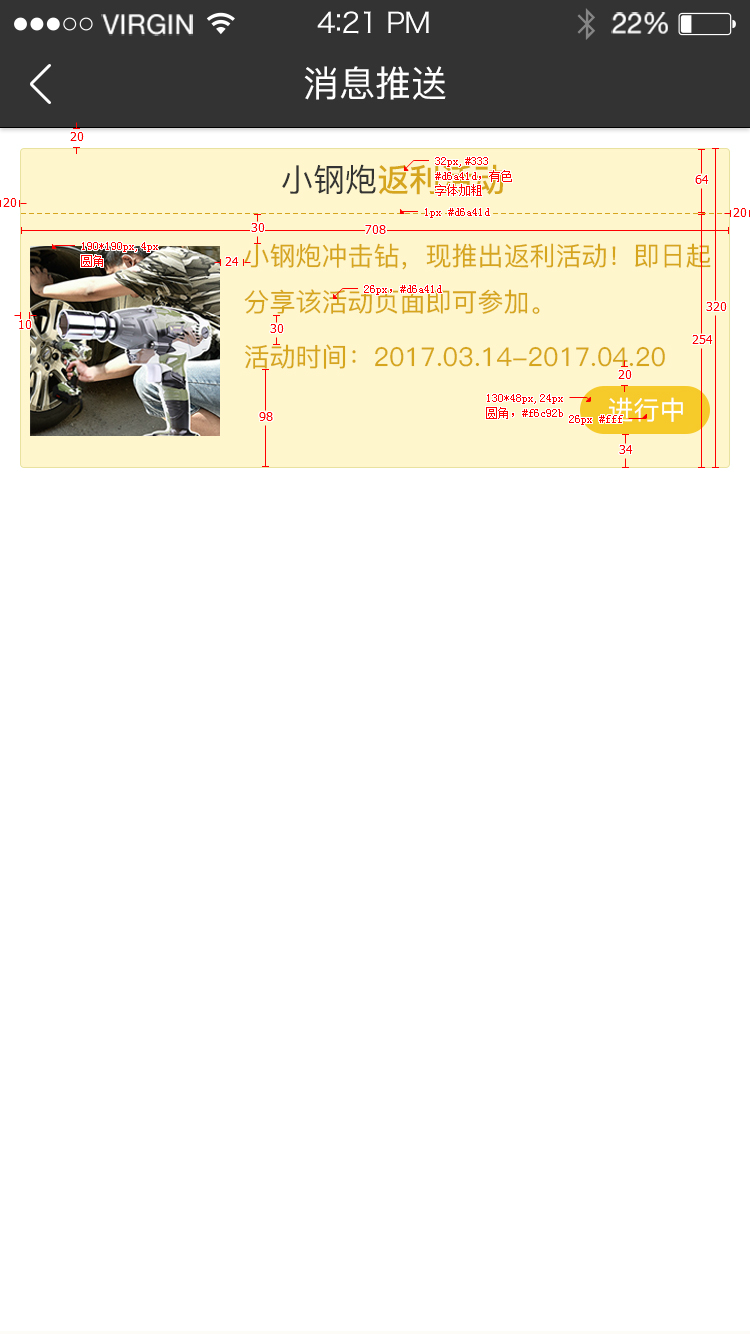 VIRGIN
4:21 PM
22%
消息推送
20
小钢炮返利活动
32px,#333
#d6a41d，有色
字体加粗
64
20
1px #d6a41d
20
30
708
190*190px,4px
圆角
24
小钢炮冲击钻，现推出返利活动！即日起
26px，#d6a41d
分享该活动页面即可参加。
10
30
320
254
活动时间：2017.03.14-2017.04.20
20
98
130*48px,24px
圆角，#f6c92b
进行中
26px #fff
34